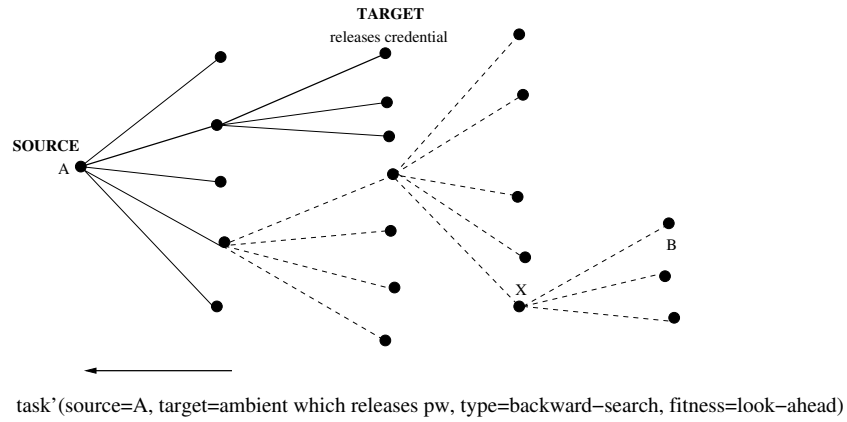 TARGET
releases credential
SOURCE
A
B
X
task'(source=A, target=ambient which releases pw, type=backward−search, fitness=look−ahead)